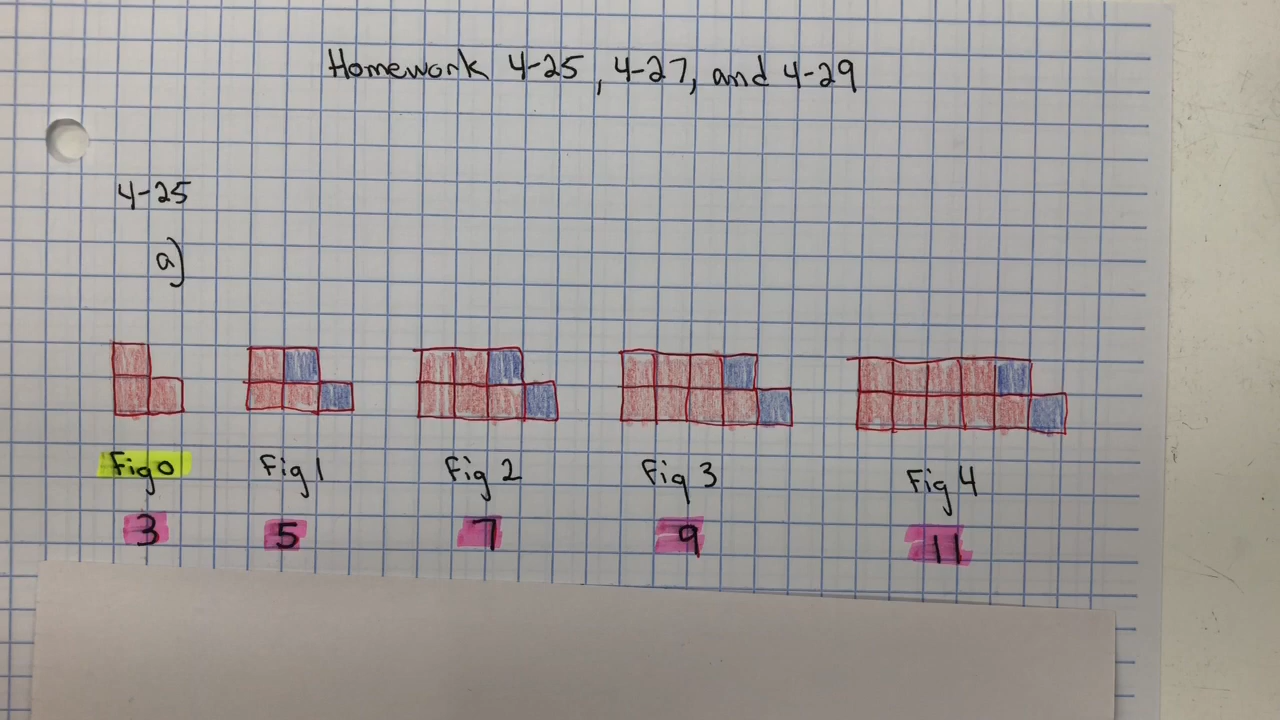 Homework 4-25, 4-27, and 4-29
4-25
a)
Fig 0 Fig 1 Fig 2 Fig 3 Fig 4
3 5 7 9 11